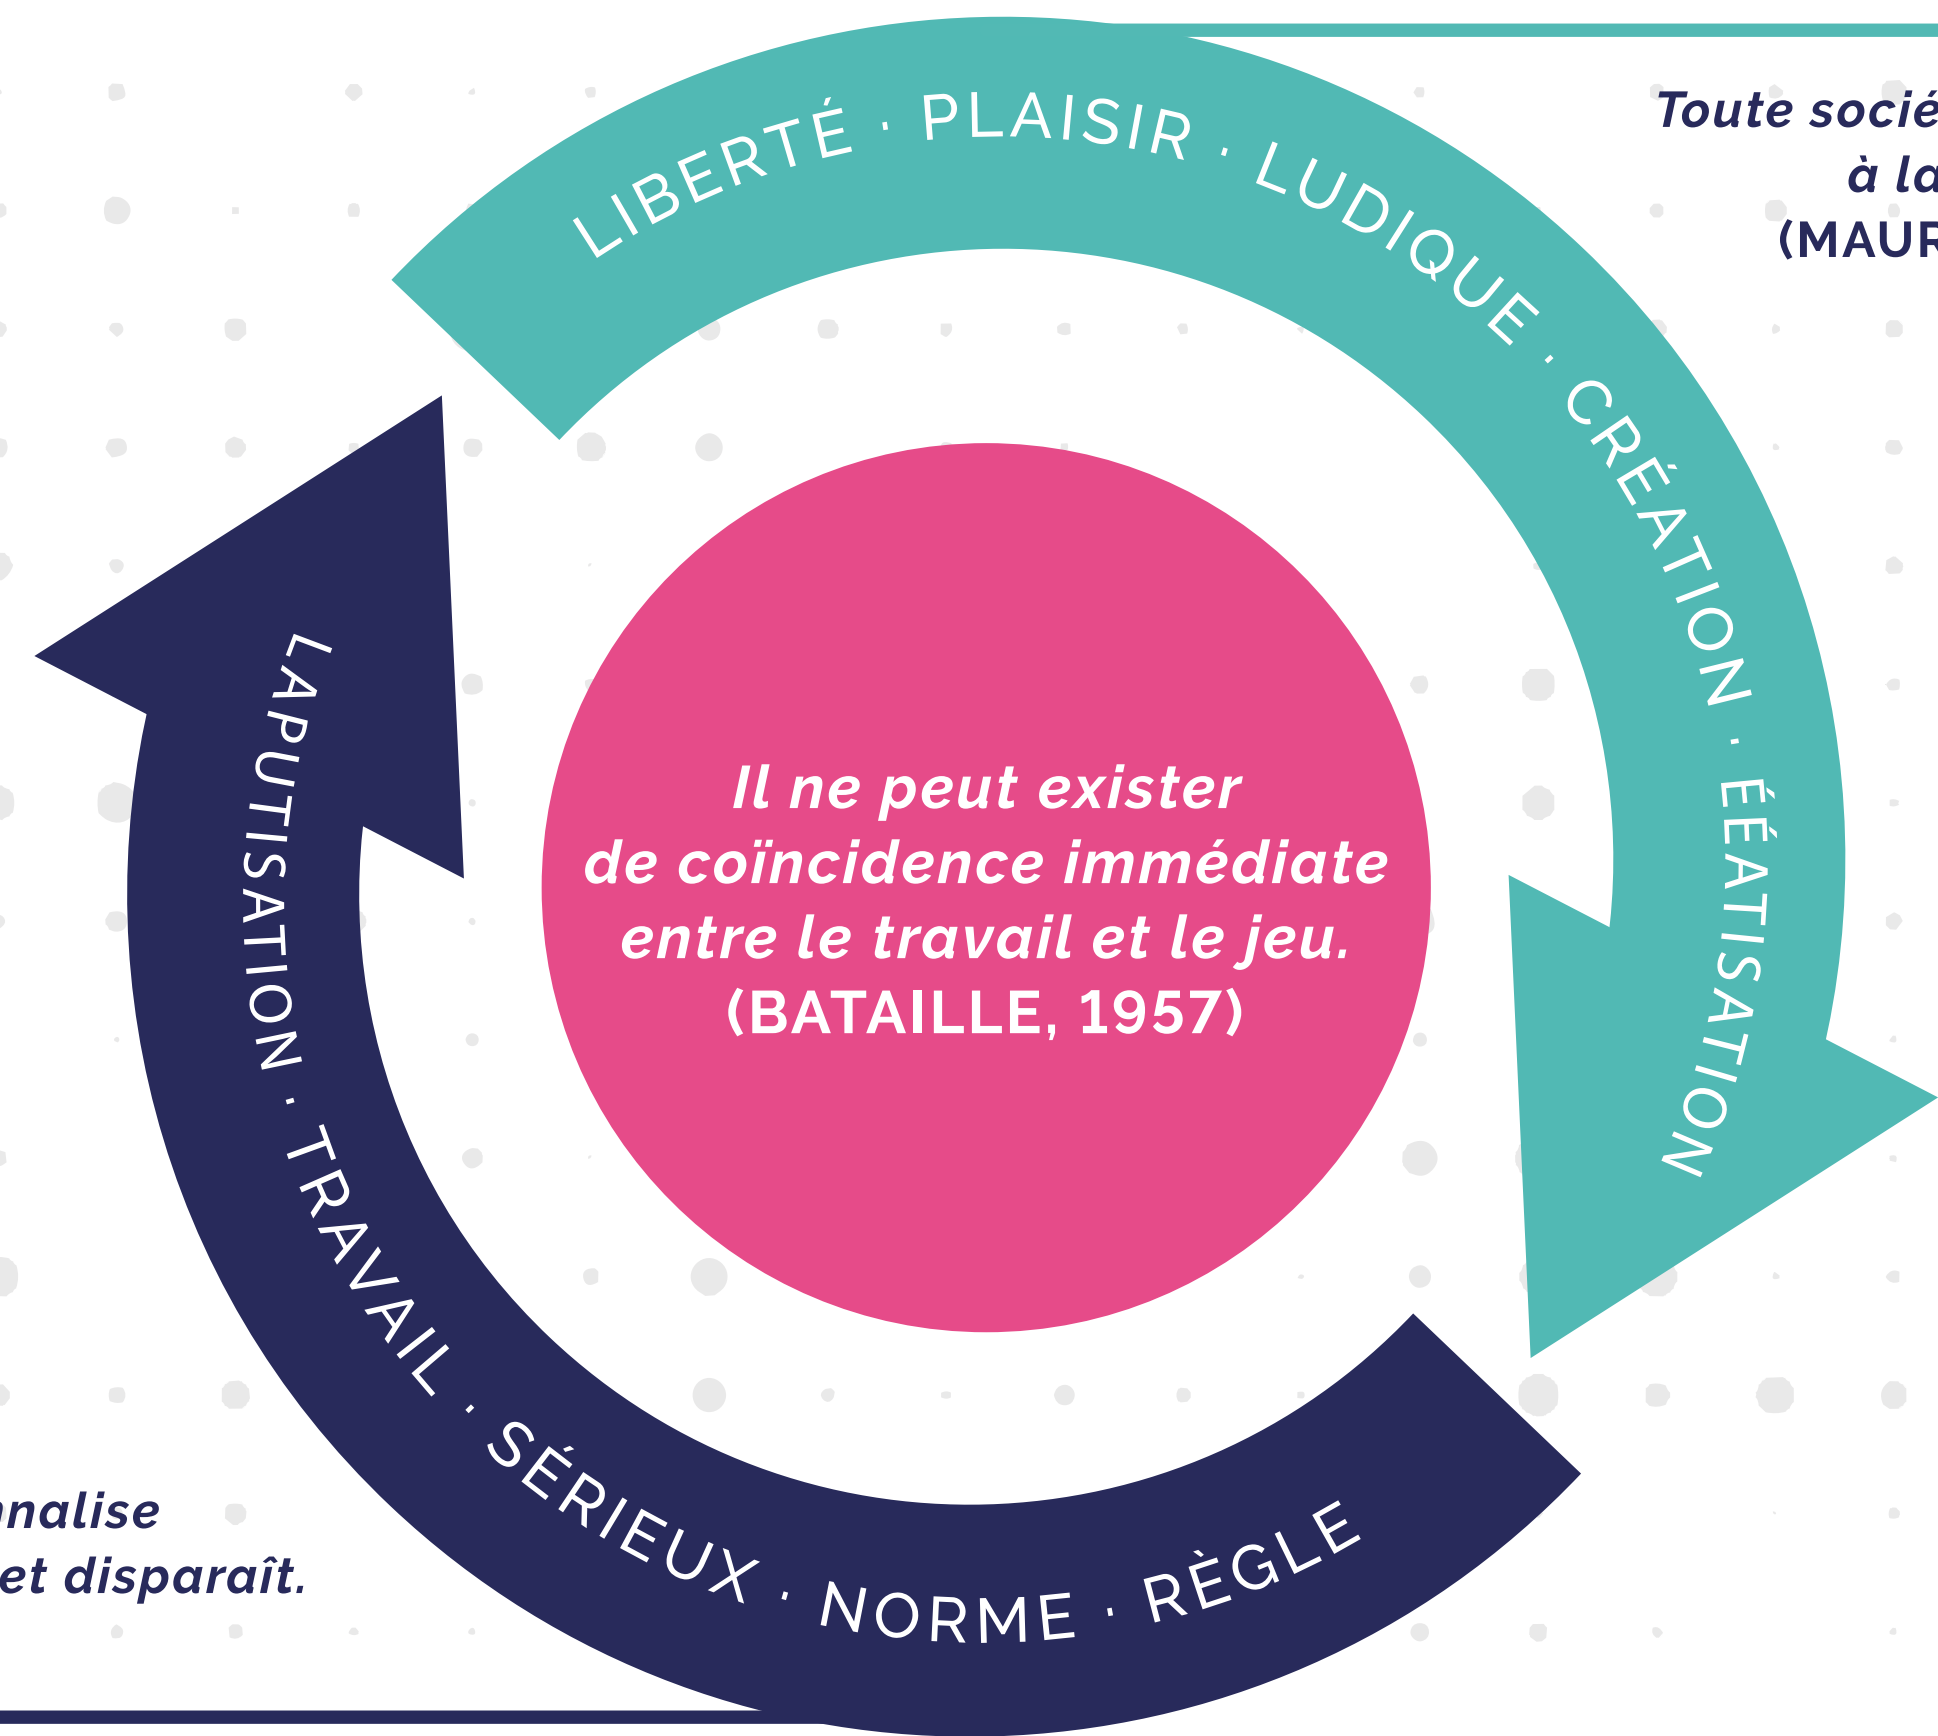 LIBERTÉ · PLAISIR · LUDIQUE · CRÉATION · ÉÉATISATION
Toute socié
à la
(MAUR
Il ne peut exister
de coïncidence immédiate
entre le travail et le jeu.
(BATAILLE, 1957)
LAPUTISATION · TRAVAIL · SÉRIEUX · NORME · RÈGLE
nnalise
et disparaît.